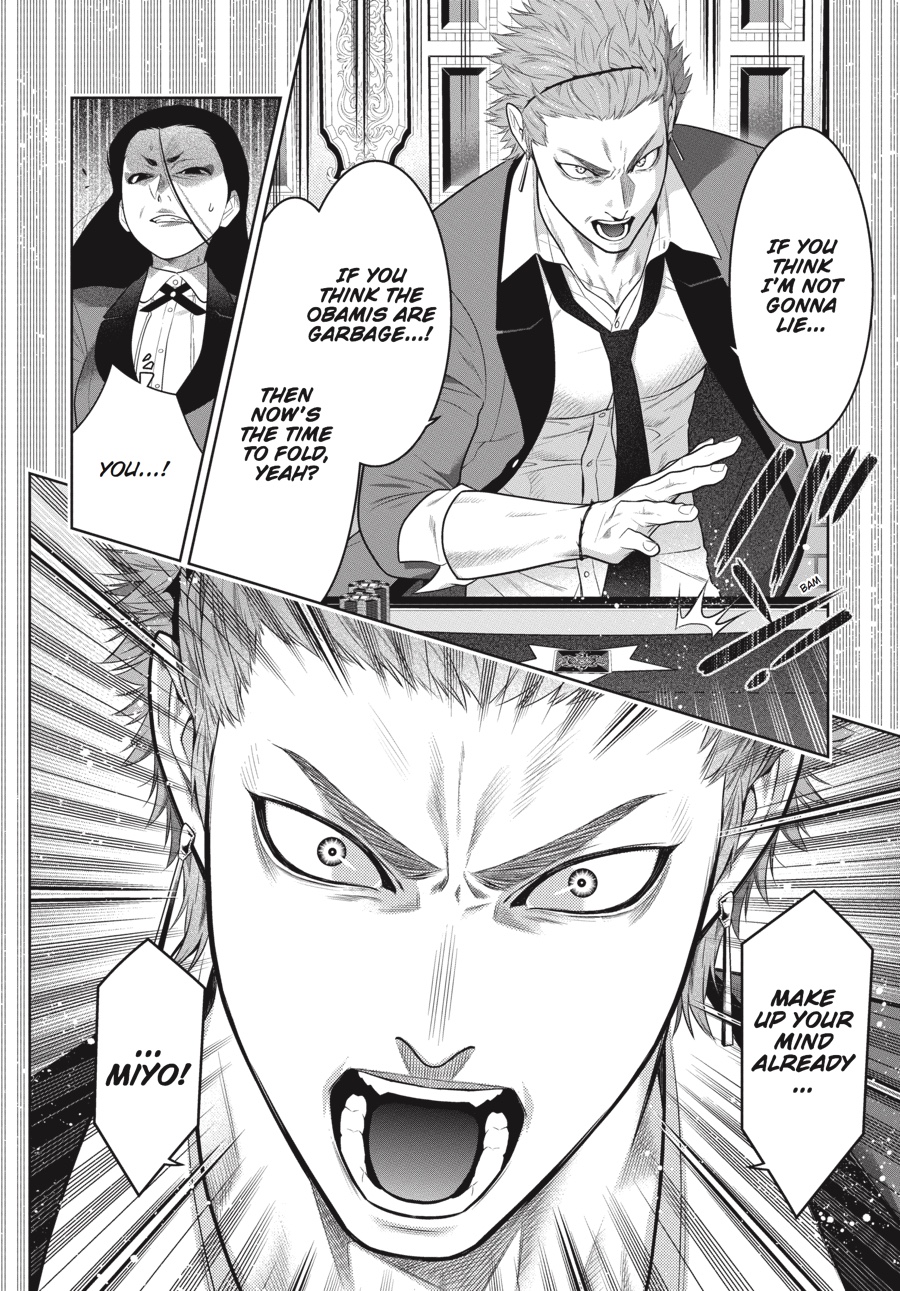 IF YOU
THINK
I'M NOT
GONNA
LIE...
IF YOU
THINK THE
OBAMIS ARE
GARBAGE...!
THEN
NOW'S
THE TIME
TO FOLD,
YEAH?
BAM
YOU...!
MAKE
UP YOUR
MIND
ALREADY
...
...
MIYO!